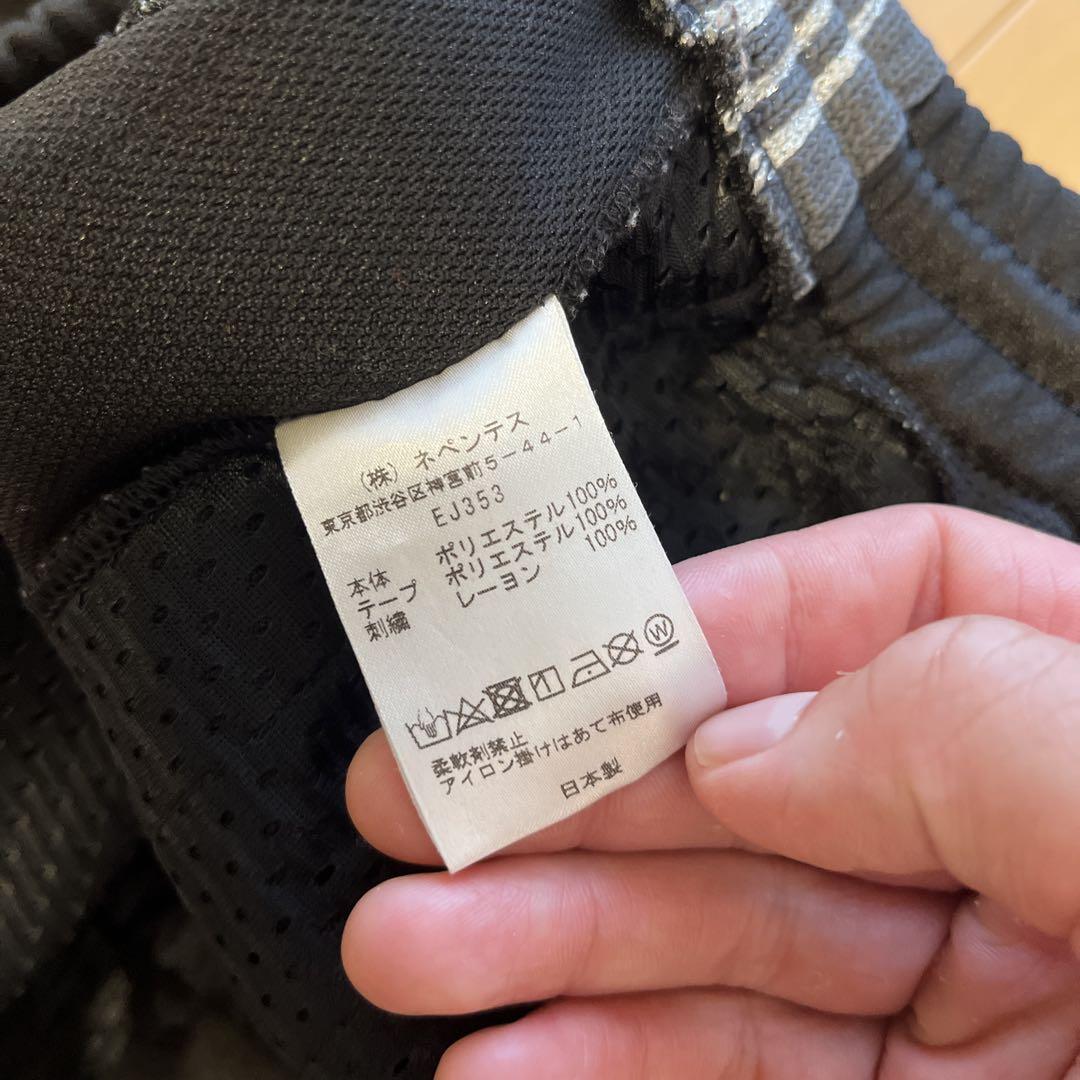 (株) ネペンテス
東京都渋谷区神宮前5-44-1
EJ353
本体 ポリエステル100%
テープ ポリエステル100%
刺繍 レーヨン 100%
W
柔軟剤禁止
アイロン掛けはあて布使用
日本製